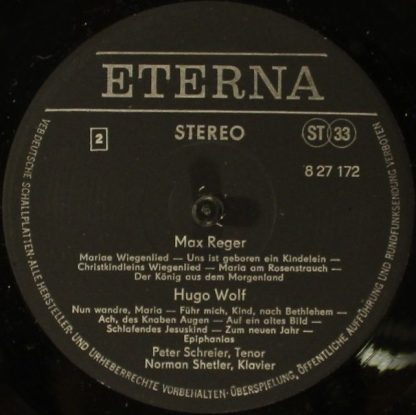 ETERNA
2
STEREO
ST 33
8 27 172
Max Reger
Mariae Wiegenlied — Uns ist geboren ein Kindelein —
Christkindleins Wiegenlied — Maria am Rosenstrauch —
Der König aus dem Morgenland
Hugo Wolf
Nun wandre, Maria — Führ mich, Kind, nach Bethlehem —
Ach, des Knaben Augen — Auf ein altes Bild —
Schlafendes Jesuskind — Zum neuen Jahr —
Epiphanias
Peter Schreier, Tenor
Norman Shetler, Klavier
VEB DEUTSCHE SCHALLPLATTEN · ALLE HERSTELLER- UND URHEBERRECHTE VORBEHALTEN · ÜBERSPIELUNG, ÖFFENTLICHE AUFFÜHRUNG UND RUNDFUNKSENDUNG VERBOTEN